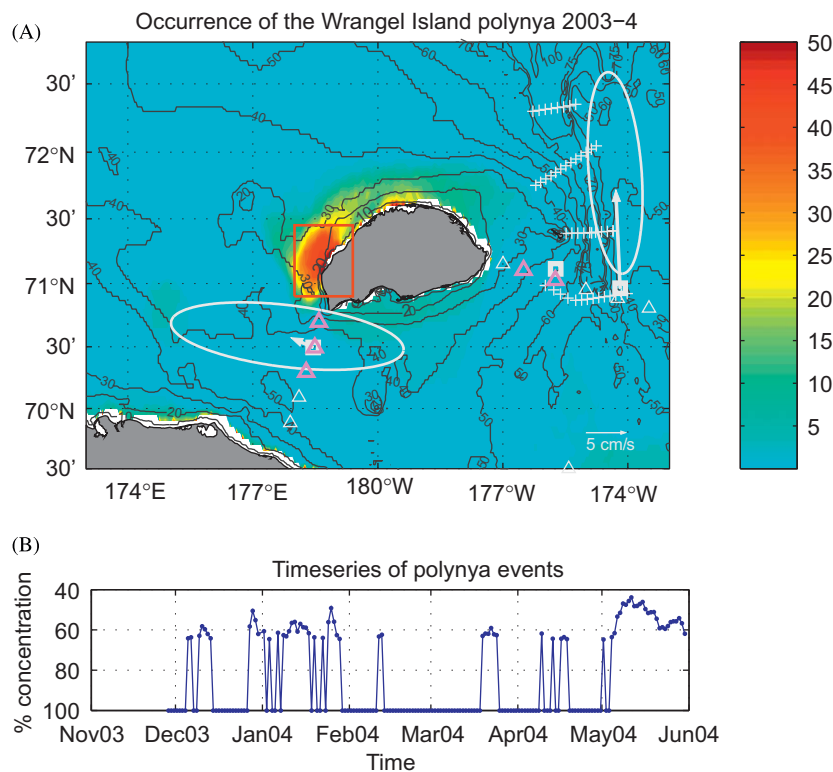 (A)
Occurrence of the Wrangel Island polynya 2003−4
30’
72°N
30’
71°N
30’
70°N
30’
174°E
177°E
180°W
177°W
174°W
5 cm/s
50
45
40
35
30
25
20
15
10
5
(B)
Timeseries of polynya events
% concentration
40
60
80
100
Nov03
Dec03
Jan04
Feb04
Mar04
Apr04
May04
Jun04
Time